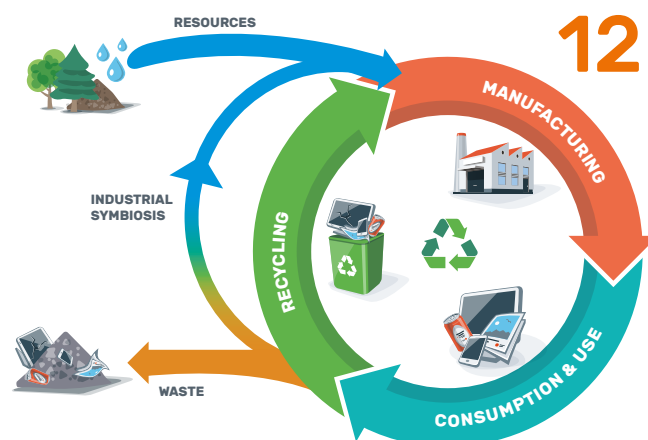 RESOURCES
12
MANUFACTURING
INDUSTRIAL
SYMBIOSIS
RECYCLING
WASTE
CONSUMPTION & USE